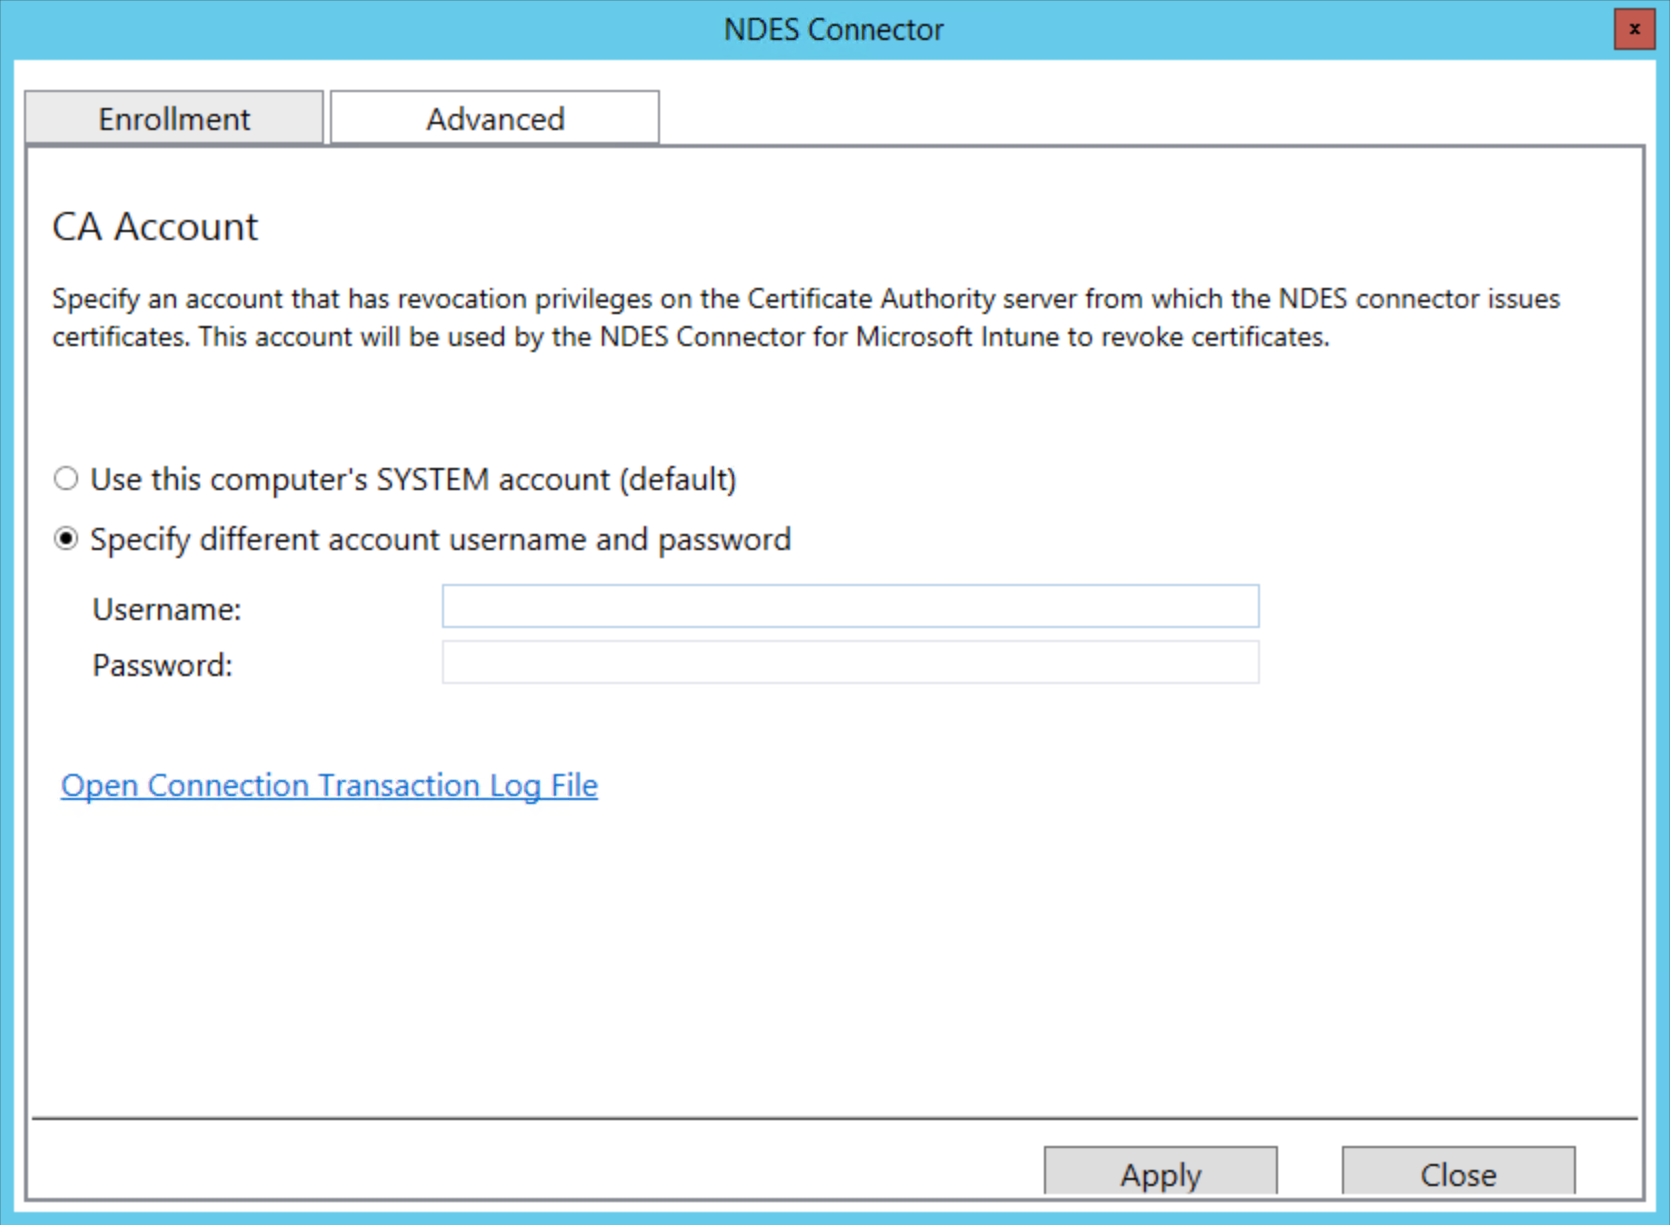 NDES Connector
x
Enrollment
Advanced
CA Account
Specify an account that has revocation privileges on the Certificate Authority server from which the NDES connector issues
certificates. This account will be used by the NDES Connector for Microsoft Intune to revoke certificates.
Use this computer's SYSTEM account (default)
Specify different account username and password
Username:
Password:
Open Connection Transaction Log File
Apply
Close